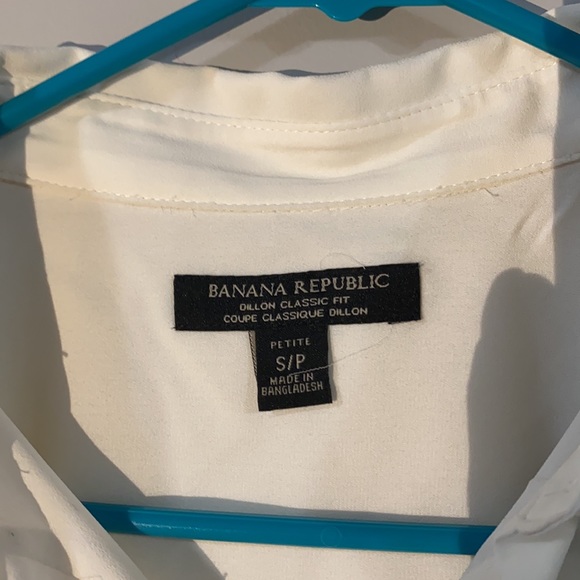 BANANA REPUBLIC
DILLON CLASSIC FIT
COUPE CLASSIQUE DILLON
PETITE
S/P
MADE IN
BANGLADESH